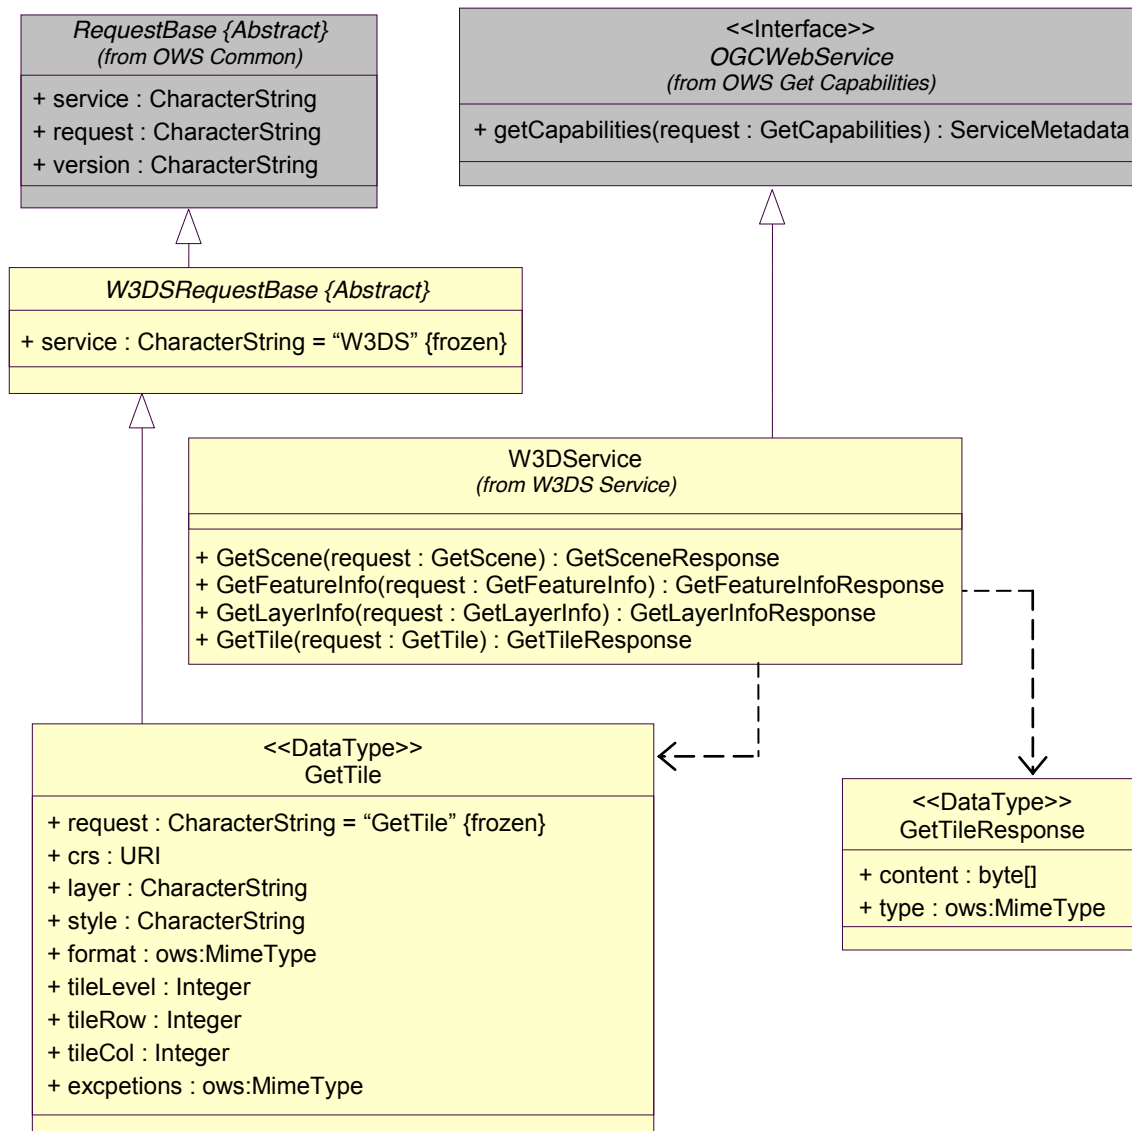 RequestBase {Abstract}
(from OWS Common)
+ service : CharacterString
+ request : CharacterString
+ version : CharacterString
<<Interface>>
OGCWebService
(from OWS Get Capabilities)
+ getCapabilities(request : GetCapabilities) : ServiceMetadata
W3DSRequestBase {Abstract}
+ service : CharacterString = “W3DS” {frozen}
W3DService
(from W3DS Service)
+ GetScene(request : GetScene) : GetSceneResponse
+ GetFeatureInfo(request : GetFeatureInfo) : GetFeatureInfoResponse
+ GetLayerInfo(request : GetLayerInfo) : GetLayerInfoResponse
+ GetTile(request : GetTile) : GetTileResponse
<<DataType>>
GetTile
+ request : CharacterString = “GetTile” {frozen}
+ crs : URI
+ layer : CharacterString
+ style : CharacterString
+ format : ows:MimeType
+ tileLevel : Integer
+ tileRow : Integer
+ tileCol : Integer
+ excpetions : ows:MimeType
<<DataType>>
GetTileResponse
+ content : byte[]
+ type : ows:MimeType